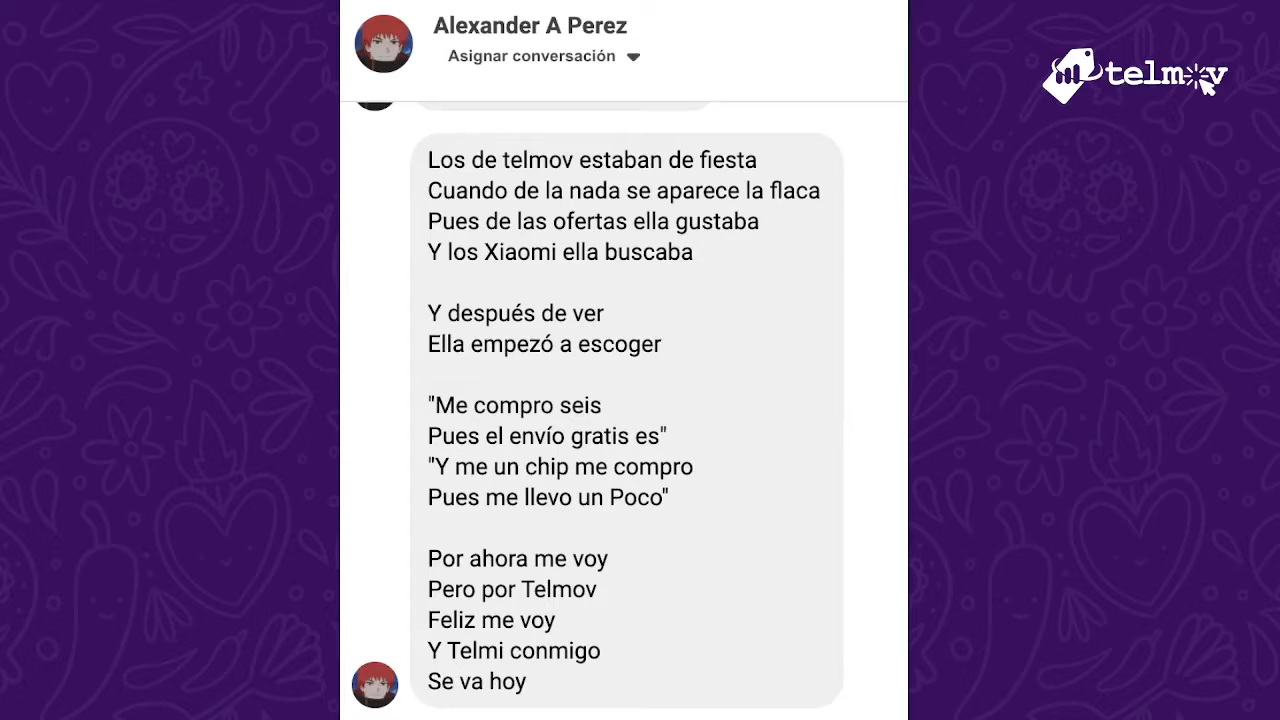 Alexander A Perez
Asignar conversación
telmov
Los de telmov estaban de fiesta
Cuando de la nada se aparece la flaca
Pues de las ofertas ella gustaba
Y los Xiaomi ella buscaba
Y después de ver
Ella empezó a escoger
"Me compro seis
Pues el envío gratis es"
"Y me un chip me compro
Pues me llevo un Poco"
Por ahora me voy
Pero por Telmov
Feliz me voy
Y Telmi conmigo
Se va hoy